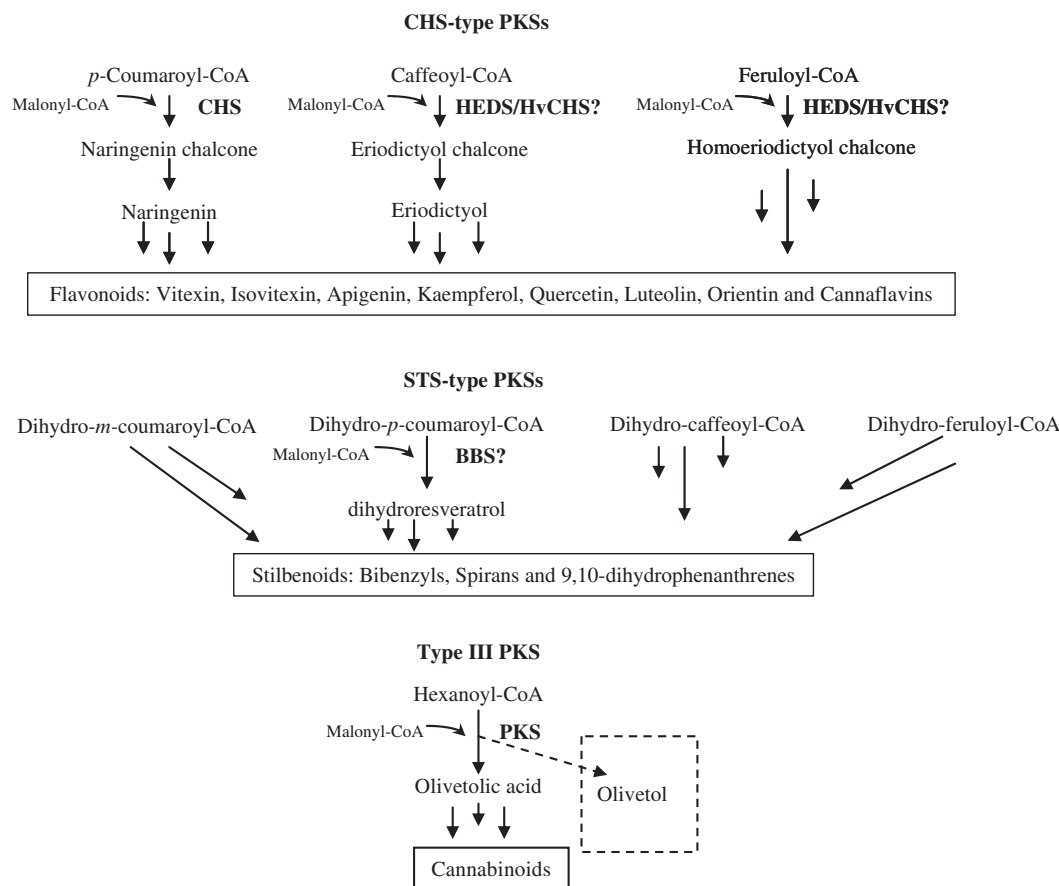 CHS-type PKSs
p-Coumaroyl-CoA Caffeoyl-CoA Feruloyl-CoA
Malonyl-CoA CHS Malonyl-CoA HEDS/HvCHS? Malonyl-CoA HEDS/HvCHS?
Naringenin chalcone Eriodictyol chalcone Homoeriodictyol chalcone
Naringenin Eriodictyol
Flavonoids: Vitexin, Isovitexin, Apigenin, Kaempferol, Quercetin, Luteolin, Orientin and Cannaflavins
STS-type PKSs
Dihydro-m-coumaroyl-CoA Dihydro-p-coumaroyl-CoA Dihydro-caffeoyl-CoA Dihydro-feruloyl-CoA
Malonyl-CoA BBS?
dihydroresveratrol
Stilbenoids: Bibenzyls, Spirans and 9,10-dihydrophenanthrenes
Type III PKS
Hexanoyl-CoA
Malonyl-CoA PKS
Olivetolic acid Olivetol
Cannabinoids